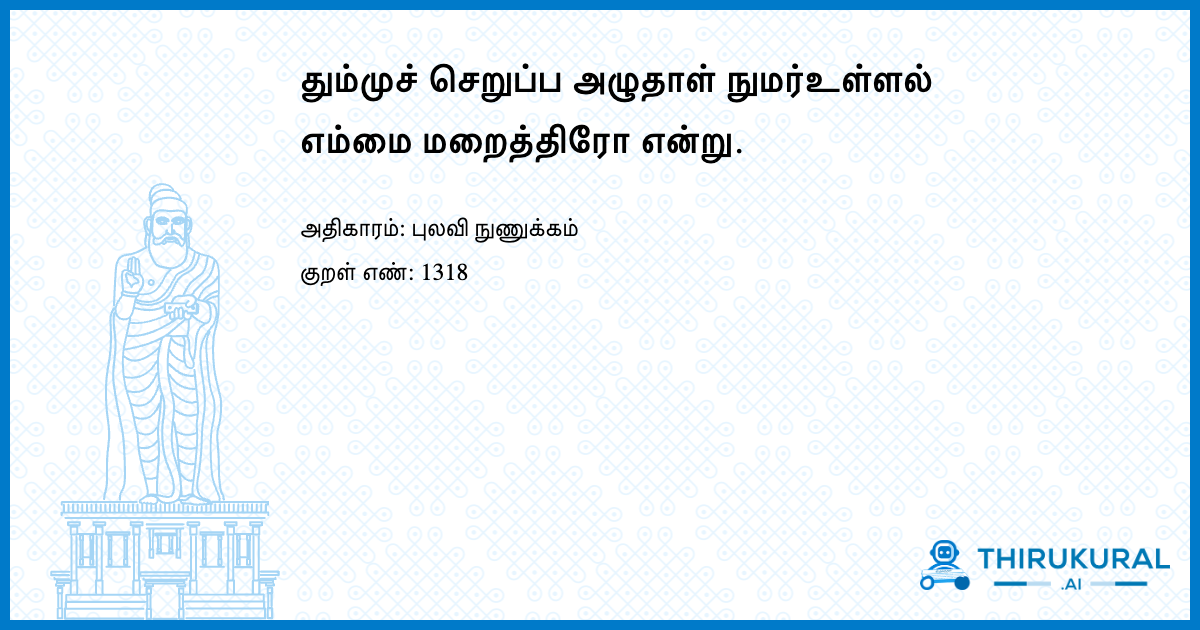 தும்முச் செறுப்ப அழுதாள் நுமர்உள்ளல்
எம்மை மறைத்திரோ என்று.
அதிகாரம்: புலவி நுணுக்கம்
குறள் எண்: 1318
THIRUKURAL
.AI